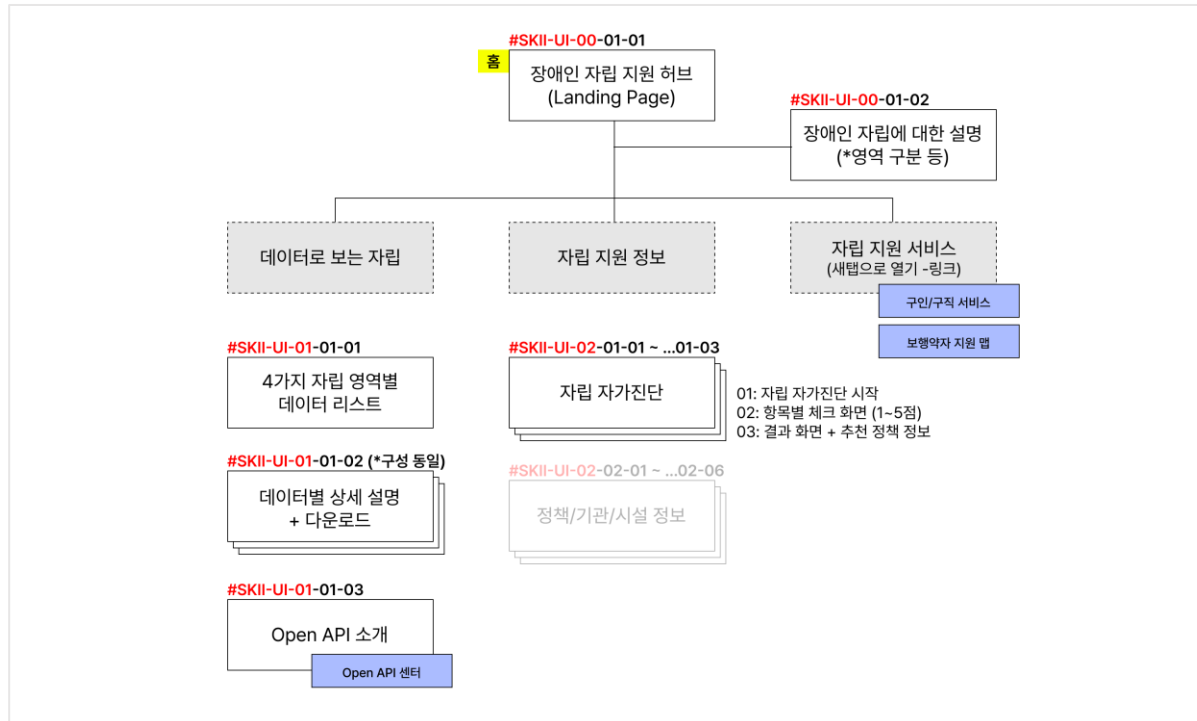 #SKII-UI-00-01-01
홈
장애인 자립 지원 허브
(Landing Page)
#SKII-UI-00-01-02
장애인 자립에 대한 설명
(*영역 구분 등)
데이터로 보는 자립
자립 지원 정보
자립 지원 서비스
(새탭으로 열기 -링크)
구인/구직 서비스
보행약자 지원 맵
#SKII-UI-01-01-01
4가지 자립 영역별
데이터 리스트
#SKII-UI-01-01-02 (*구성 동일)
데이터별 상세 설명
+ 다운로드
#SKII-UI-01-01-03
Open API 소개
Open API 센터
#SKII-UI-02-01-01 ~ ...01-03
자립 자가진단
01: 자립 자가진단 시작
02: 항목별 체크 화면 (1~5점)
03: 결과 화면 + 추천 정책 정보
#SKII-UI-02-02-01 ~ ...02-06
정책/기관/시설 정보